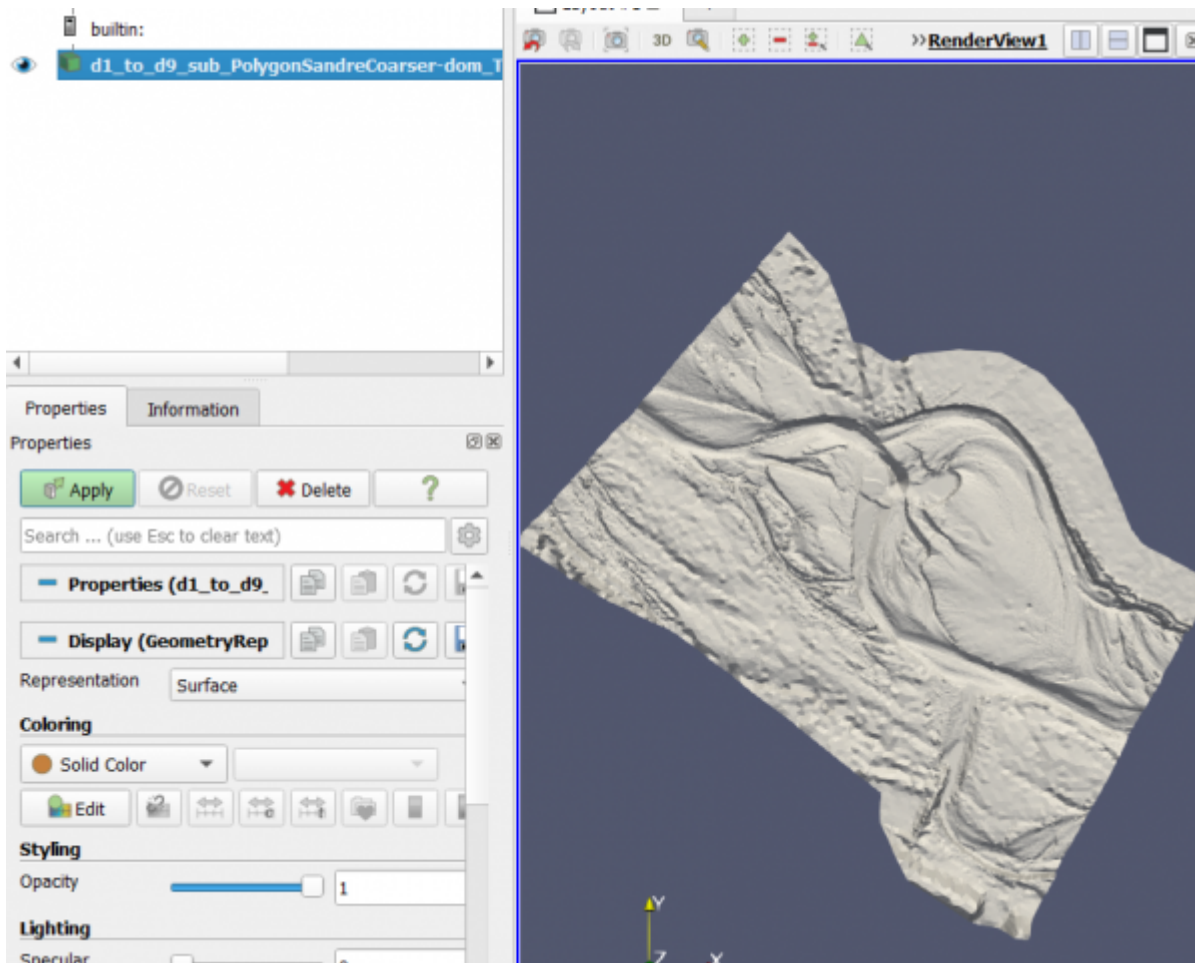 builtin:
d1_to_d9_sub_PolygonSandreCoarser-dom_T
3D
>>RenderView1
Properties
Information
Properties
Apply
Reset
Delete
?
Search ... (use Esc to clear text)
Properties (d1_to_d9_
Display (GeometryRep
Representation
Surface
Coloring
Solid Color
Edit
Styling
Opacity
1
Lighting
Specular
Y
Z
X